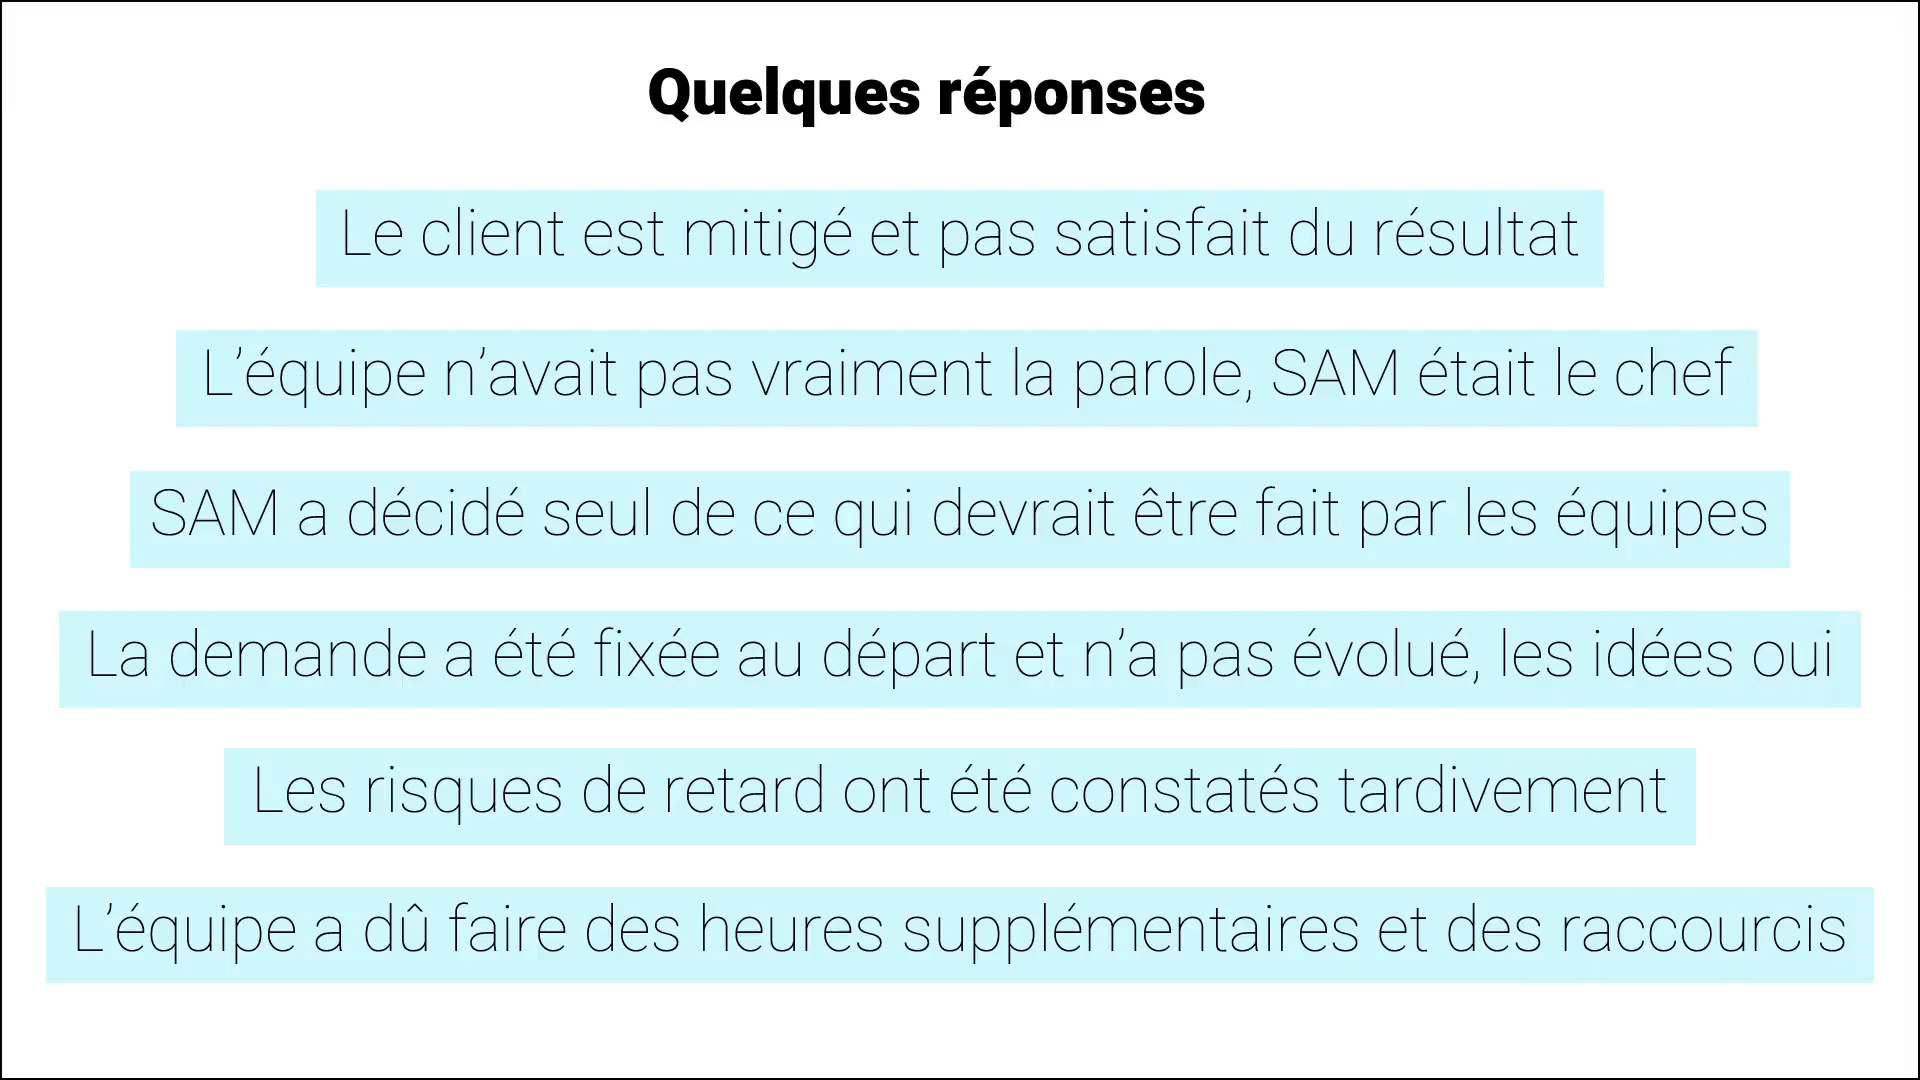 Quelques réponses
Le client est mitigé et pas satisfait du résultat
L’équipe n’avait pas vraiment la parole, SAM était le chef
SAM a décidé seul de ce qui devrait être fait par les équipes
La demande a été fixée au départ et n’a pas évolué, les idées oui
Les risques de retard ont été constatés tardivement
L’équipe a dû faire des heures supplémentaires et des raccourcis